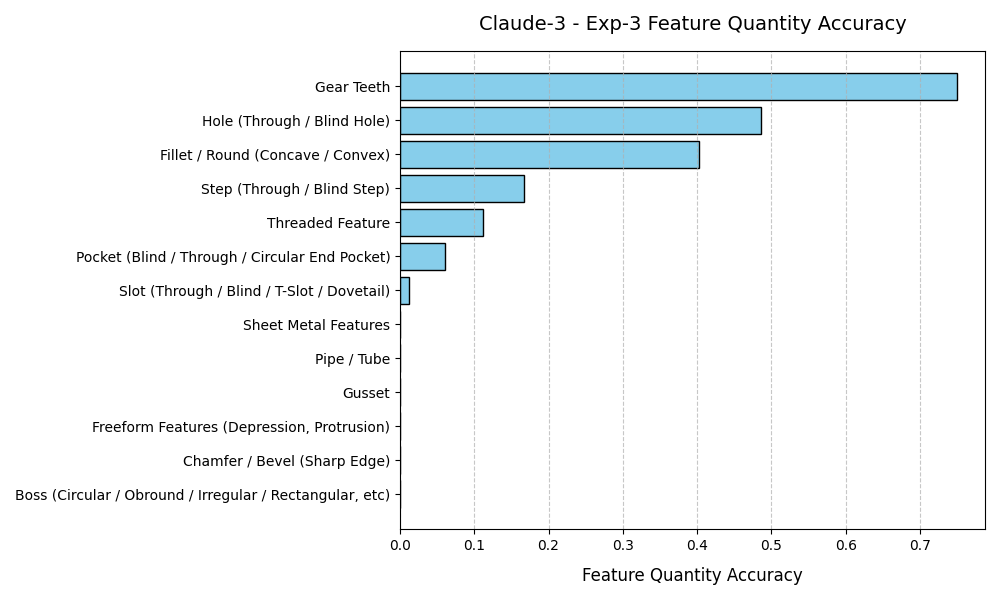 Claude-3 - Exp-3 Feature Quantity Accuracy
Gear Teeth
Hole (Through / Blind Hole)
Fillet / Round (Concave / Convex)
Step (Through / Blind Step)
Threaded Feature
Pocket (Blind / Through / Circular End Pocket)
Slot (Through / Blind / T-Slot / Dovetail)
Sheet Metal Features
Pipe / Tube
Gusset
Freeform Features (Depression, Protrusion)
Chamfer / Bevel (Sharp Edge)
Boss (Circular / Obround / Irregular / Rectangular, etc)
0.0 0.1 0.2 0.3 0.4 0.5 0.6 0.7
Feature Quantity Accuracy